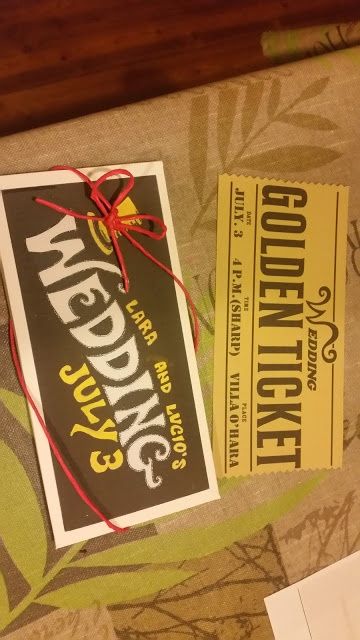 LARA AND LUCIO'S
WEDDING
JULY 3
WEDDING
GOLDEN TICKET
DATE TIME PLACE
JULY. 3 4 P.M.(SHARP) VILLA O'HARA